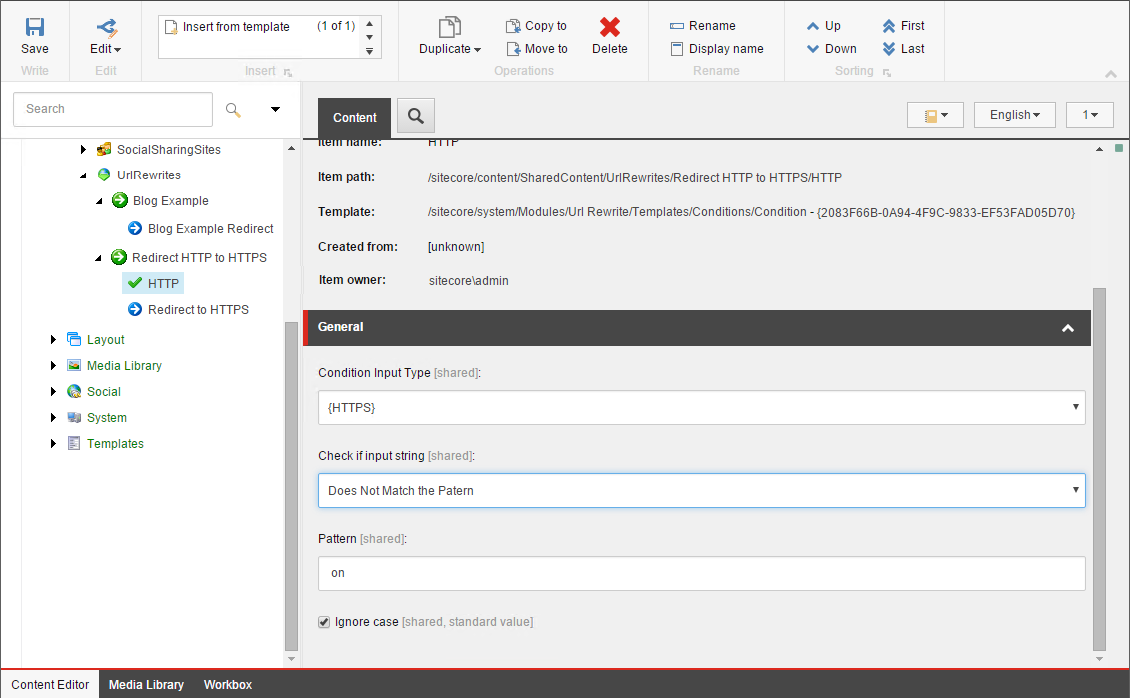 Save
Write
Edit
Edit
Insert from template (1 of 1)
Insert
Duplicate
Copy to
Move to
Delete
Operations
Rename
Display name
Rename
Up
Down
First
Last
Sorting
Search
Content
English
1
SocialSharingSites
UrlRewrites
Blog Example
Blog Example Redirect
Redirect HTTP to HTTPS
HTTP
Redirect to HTTPS
Layout
Media Library
Social
System
Templates
Item name: HTTP
Item path: /sitecore/content/SharedContent/UrlRewrites/Redirect HTTP to HTTPS/HTTP
Template: /sitecore/system/Modules/Url Rewrite/Templates/Conditions/Condition - {2083F66B-0A94-4F9C-9833-EF53FAD05D70}
Created from: [unknown]
Item owner: sitecore\admin
General
Condition Input Type [shared]:
{HTTPS}
Check if input string [shared]:
Does Not Match the Patern
Pattern [shared]:
on
Ignore case [shared, standard value]
Content Editor
Media Library
Workbox